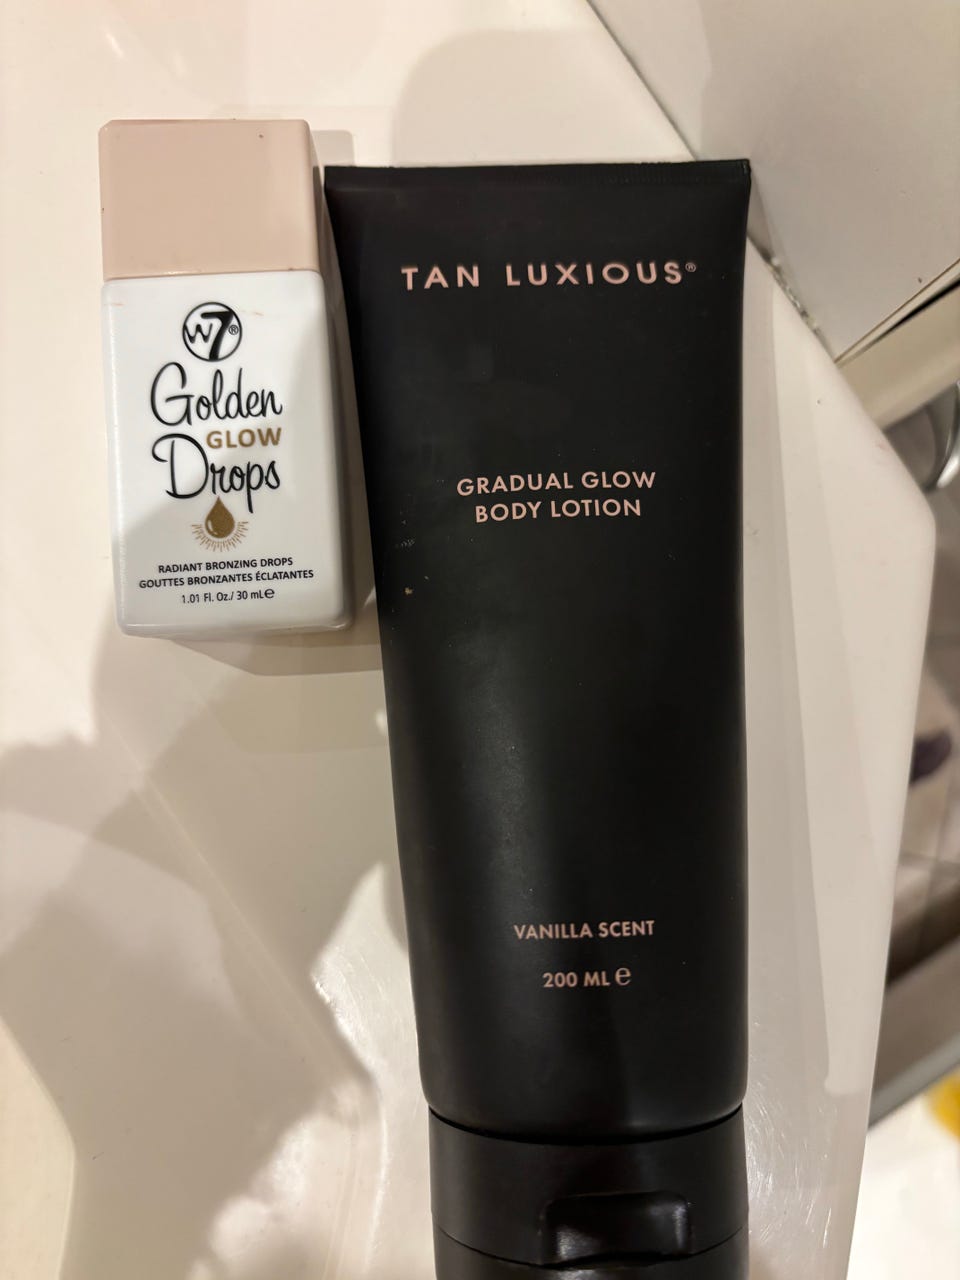 W7®
Golden
GLOW
Drops
RADIANT BRONZING DROPS
GOUTTES BRONZANTES ÉCLATANTES
1.01 Fl. Oz./ 30 mL℮
TAN LUXIOUS®
GRADUAL GLOW
BODY LOTION
VANILLA SCENT
200 ML ℮